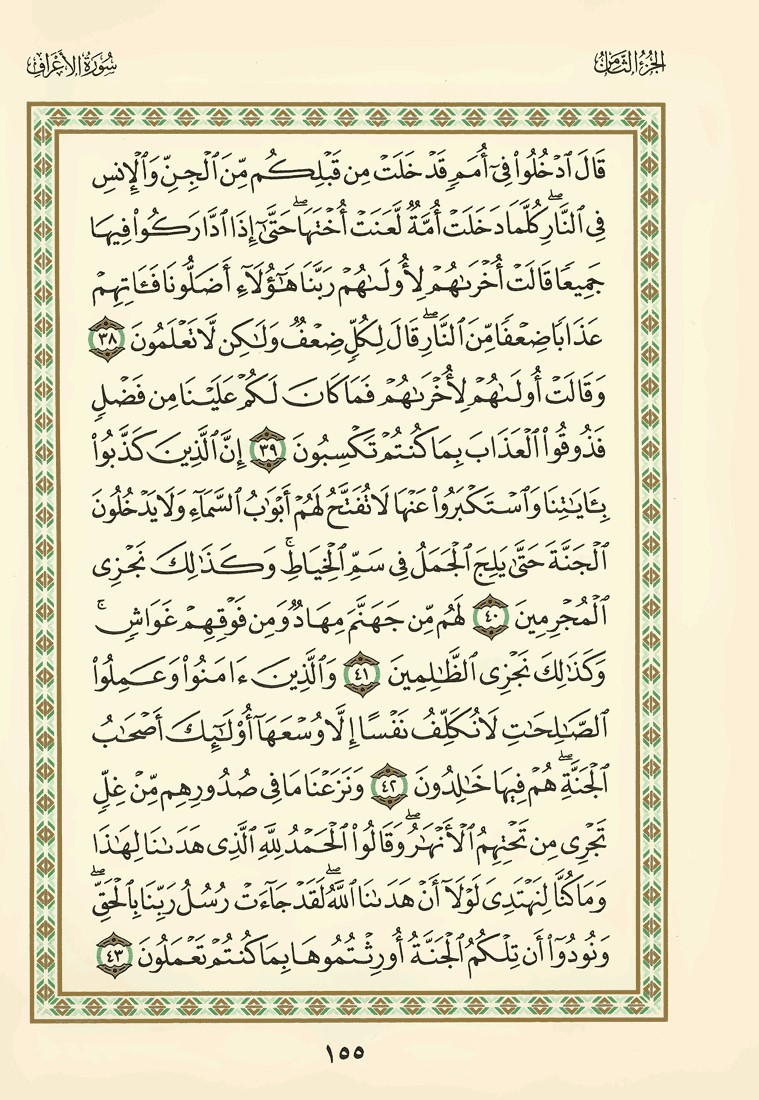 الجزء الثامن
سورة الأعراف
قَالَ ٱدْخُلُوا۟ فِىٓ أُمَمٍ قَدْ خَلَتْ مِن قَبْلِكُم مِّنَ ٱلْجِنِّ وَٱلْإِنسِ
فِى ٱلنَّارِ ۖ كُلَّمَا دَخَلَتْ أُمَّةٌ لَّعَنَتْ أُخْتَهَا ۖ حَتَّىٰٓ إِذَا ٱدَّارَكُوا۟ فِيهَا
جَمِيعًا قَالَتْ أُخْرَىٰهُمْ لِأُولَىٰهُمْ رَبَّنَا هَـٰٓؤُلَآءِ أَضَلُّونَا فَـَٔاتِهِمْ
عَذَابًا ضِعْفًا مِّنَ ٱلنَّارِ ۖ قَالَ لِكُلٍّ ضِعْفٌ وَلَـٰكِن لَّا تَعْلَمُونَ ٣٨
وَقَالَتْ أُولَىٰهُمْ لِأُخْرَىٰهُمْ فَمَا كَانَ لَكُمْ عَلَيْنَا مِن فَضْلٍ
فَذُوقُوا۟ ٱلْعَذَابَ بِمَا كُنتُمْ تَكْسِبُونَ ٣٩ إِنَّ ٱلَّذِينَ كَذَّبُوا۟
بِـَٔايَـٰتِنَا وَٱسْتَكْبَرُوا۟ عَنْهَا لَا تُفَتَّحُ لَهُمْ أَبْوَٰبُ ٱلسَّمَآءِ وَلَا يَدْخُلُونَ
ٱلْجَنَّةَ حَتَّىٰ يَلِجَ ٱلْجَمَلُ فِى سَمِّ ٱلْخِيَاطِ ۚ وَكَذَٰلِكَ نَجْزِى
ٱلْمُجْرِمِينَ ٤٠ لَهُم مِّن جَهَنَّمَ مِهَادٌ وَمِن فَوْقِهِمْ غَوَاشٍ ۚ
وَكَذَٰلِكَ نَجْزِى ٱلظَّـٰلِمِينَ ٤١ وَٱلَّذِينَ ءَامَنُوا۟ وَعَمِلُوا۟
ٱلصَّـٰلِحَـٰتِ لَا نُكَلِّفُ نَفْسًا إِلَّا وُسْعَهَآ أُو۟لَـٰٓئِكَ أَصْحَـٰبُ
ٱلْجَنَّةِ ۖ هُمْ فِيهَا خَـٰلِدُونَ ٤٢ وَنَزَعْنَا مَا فِى صُدُورِهِم مِّنْ غِلٍّ
تَجْرِى مِن تَحْتِهِمُ ٱلْأَنْهَـٰرُ ۖ وَقَالُوا۟ ٱلْحَمْدُ لِلَّهِ ٱلَّذِى هَدَىٰنَا لِهَـٰذَا
وَمَا كُنَّا لِنَهْتَدِىَ لَوْلَآ أَنْ هَدَىٰنَا ٱللَّهُ ۖ لَقَدْ جَآءَتْ رُسُلُ رَبِّنَا بِٱلْحَقِّ ۖ
وَنُودُوٓا۟ أَن تِلْكُمُ ٱلْجَنَّةُ أُورِثْتُمُوهَا بِمَا كُنتُمْ تَعْمَلُونَ ٤٣
١٥٥